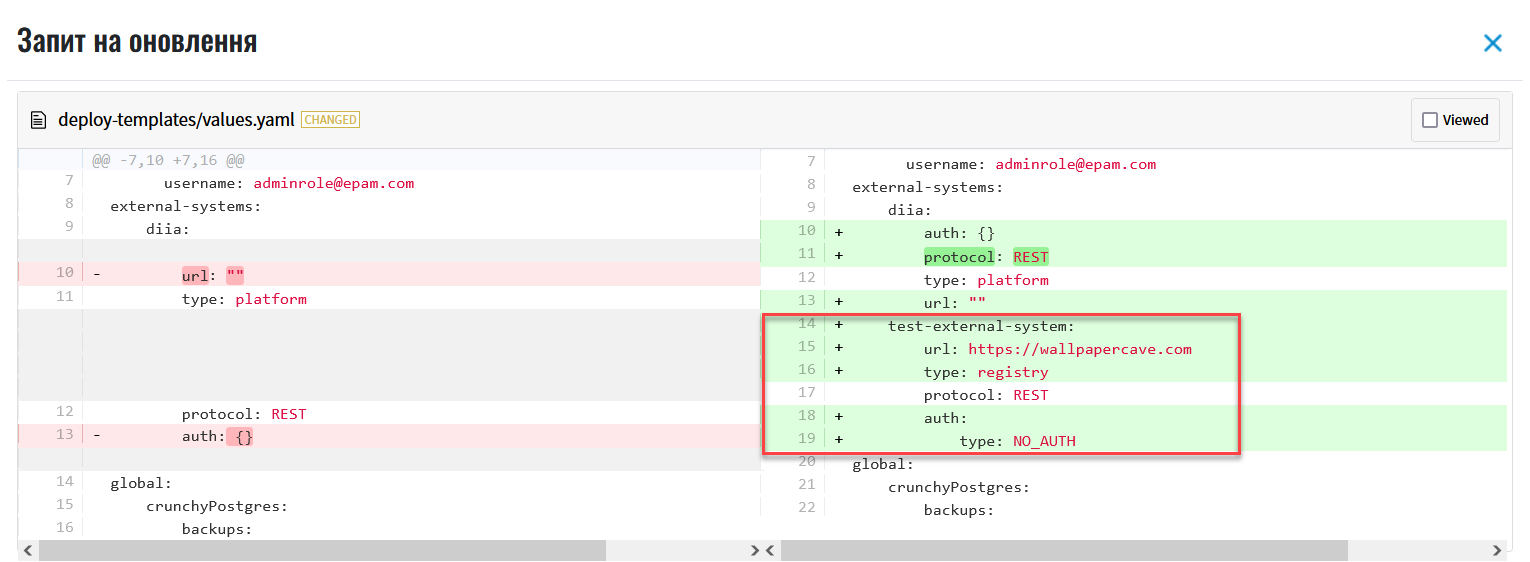 Запит на оновлення
deploy-templates/values.yaml CHANGED
Viewed
@@ -7,10 +7,16 @@
7 username: adminrole@epam.com
8 external-systems:
9 diia:
10 - url: ""
11 type: platform
12 protocol: REST
13 - auth: {}
14 global:
15 crunchyPostgres:
16 backups:
7 username: adminrole@epam.com
8 external-systems:
9 diia:
10 + auth: {}
11 + protocol: REST
12 type: platform
13 + url: ""
14 + test-external-system:
15 + url: https://wallpapercave.com
16 + type: registry
17 protocol: REST
18 + auth:
19 + type: NO_AUTH
20 global:
21 crunchyPostgres:
22 backups: